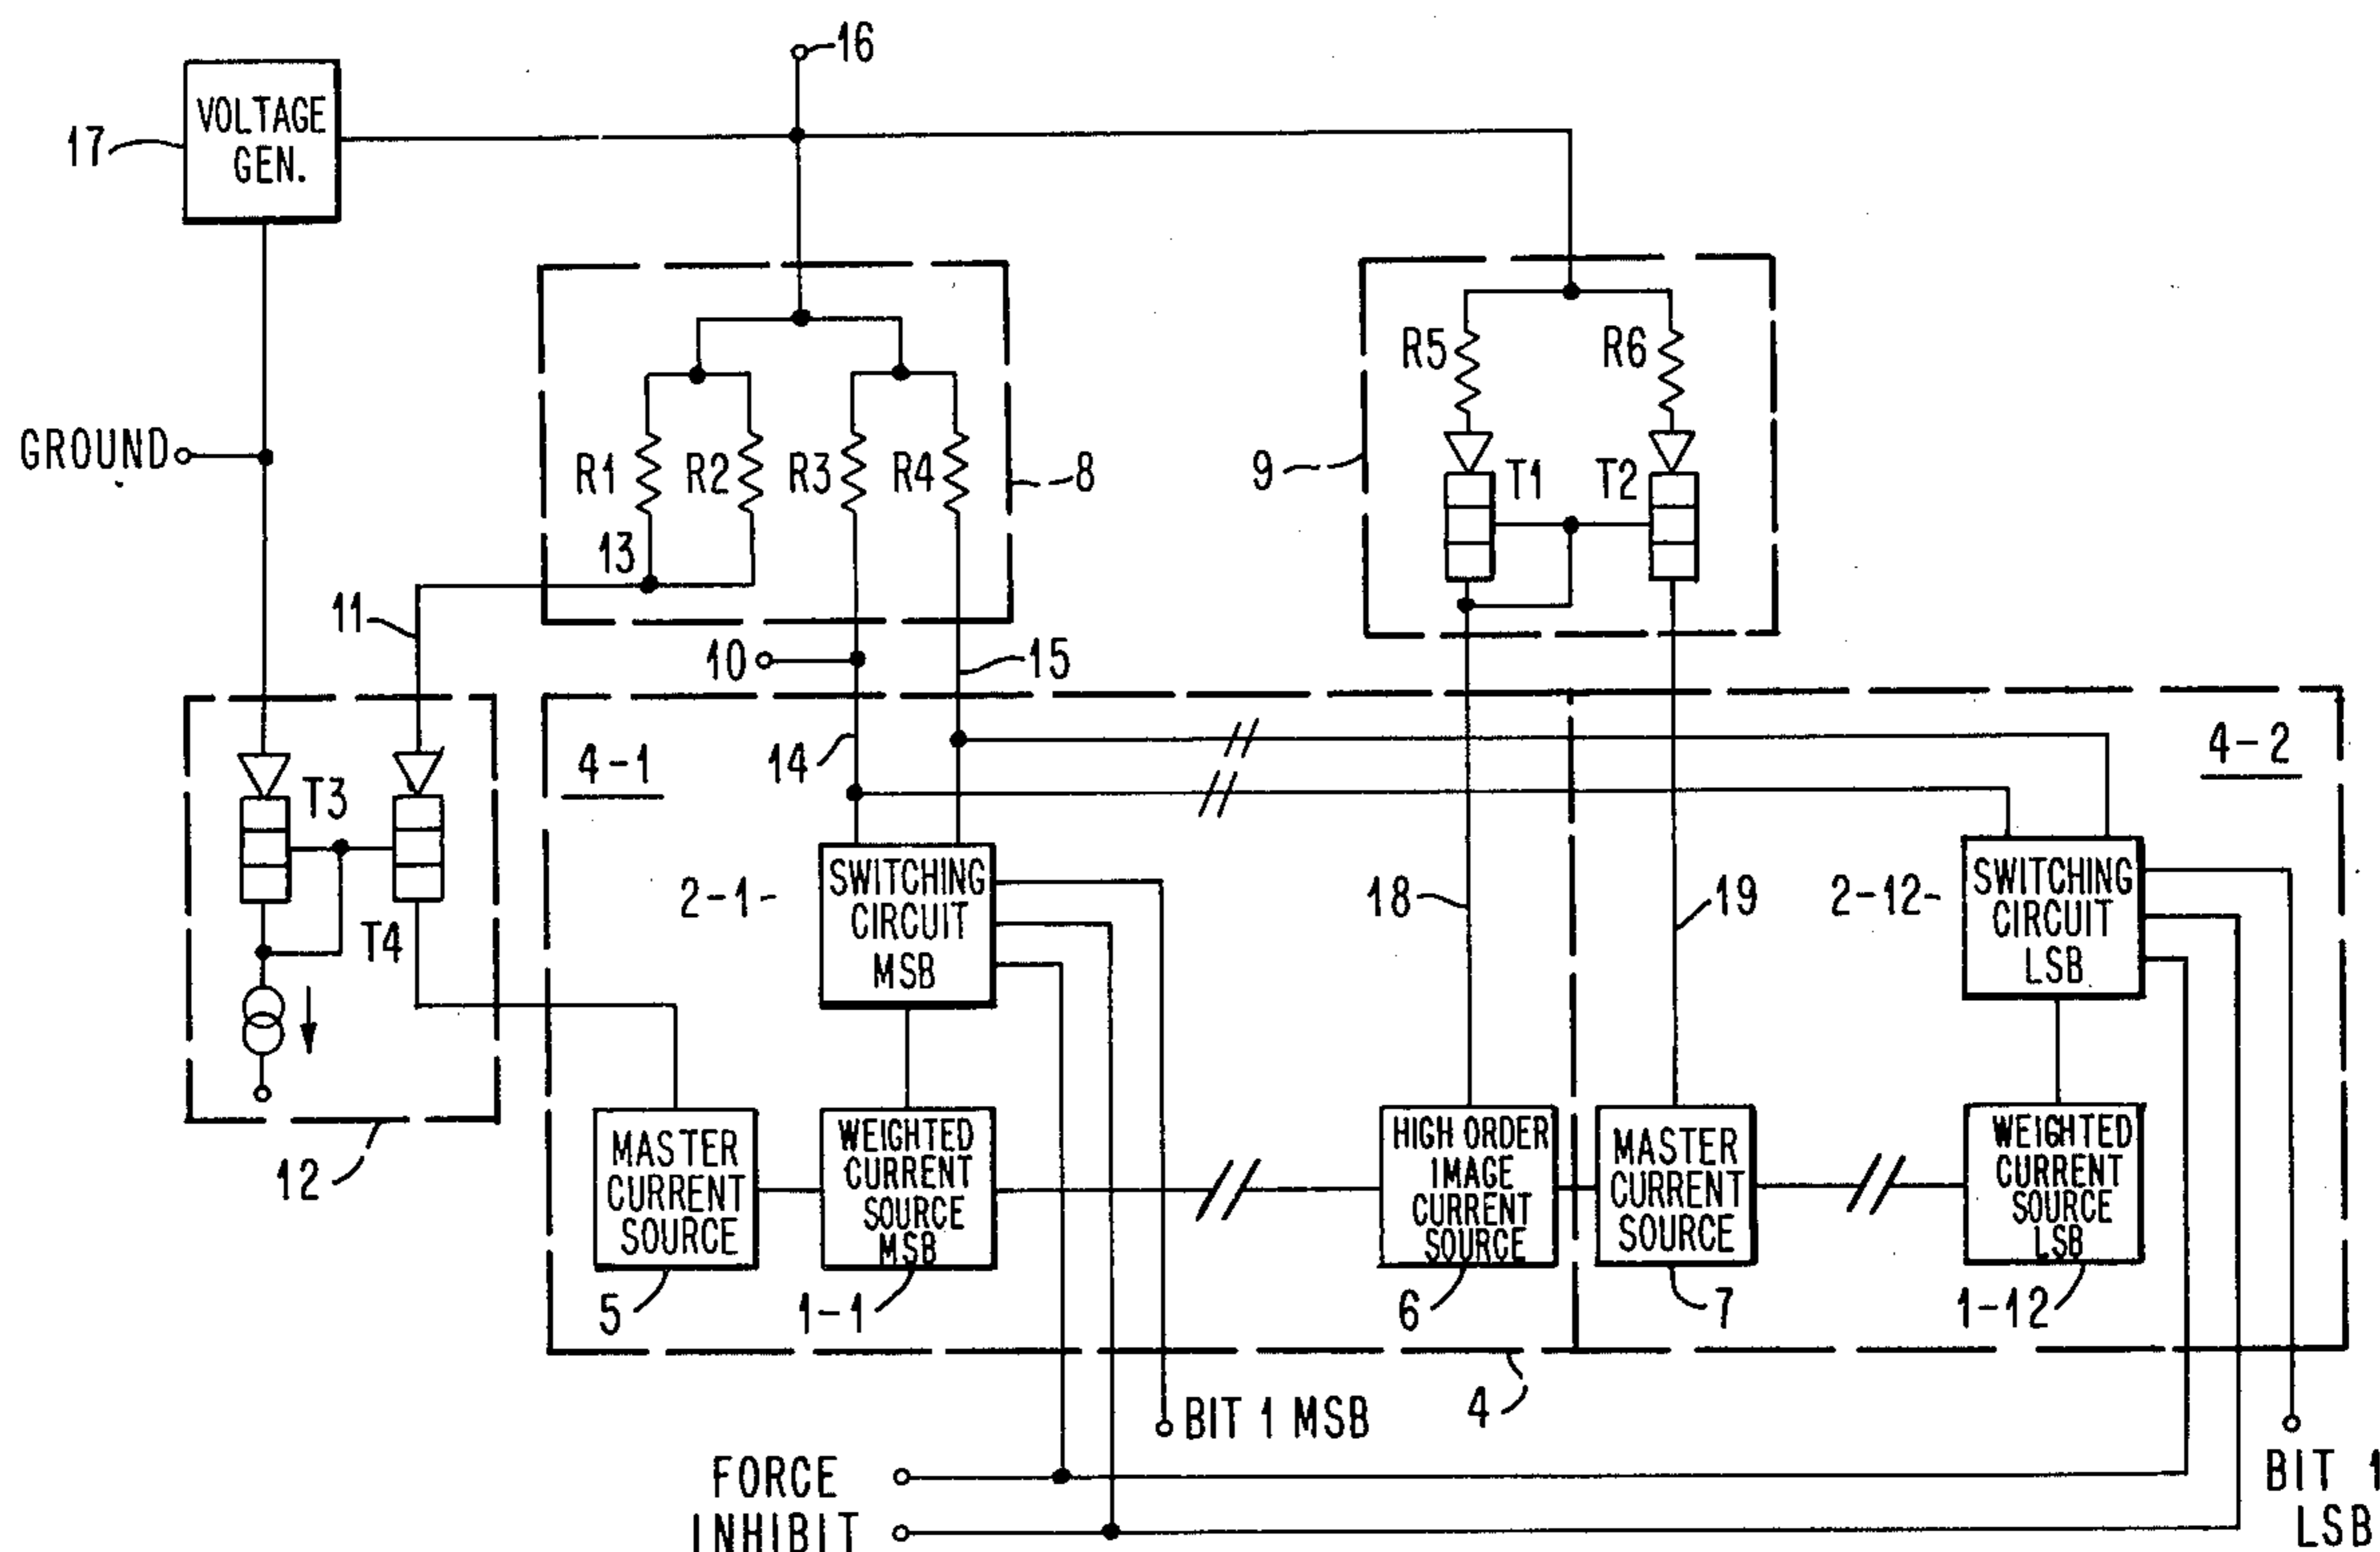 16
VOLTAGE
GEN.
17
R5
R6
GROUND
R1
R2
R3
R4
8
9
T1
T2
13
11
10
15
14
4-1
4-2
T3
T4
2-1-
SWITCHING
CIRCUIT
MSB
18
19
2-12-
SWITCHING
CIRCUIT
LSB
12
MASTER
CURRENT
SOURCE
WEIGHTED
CURRENT
SOURCE
MSB
HIGH ORDER
IMAGE
CURRENT
SOURCE
MASTER
CURRENT
SOURCE
WEIGHTED
CURRENT
SOURCE
LSB
5
1-1
6
7
1-12
4
BIT 1 MSB
FORCE
INHIBIT
BIT 1
LSB